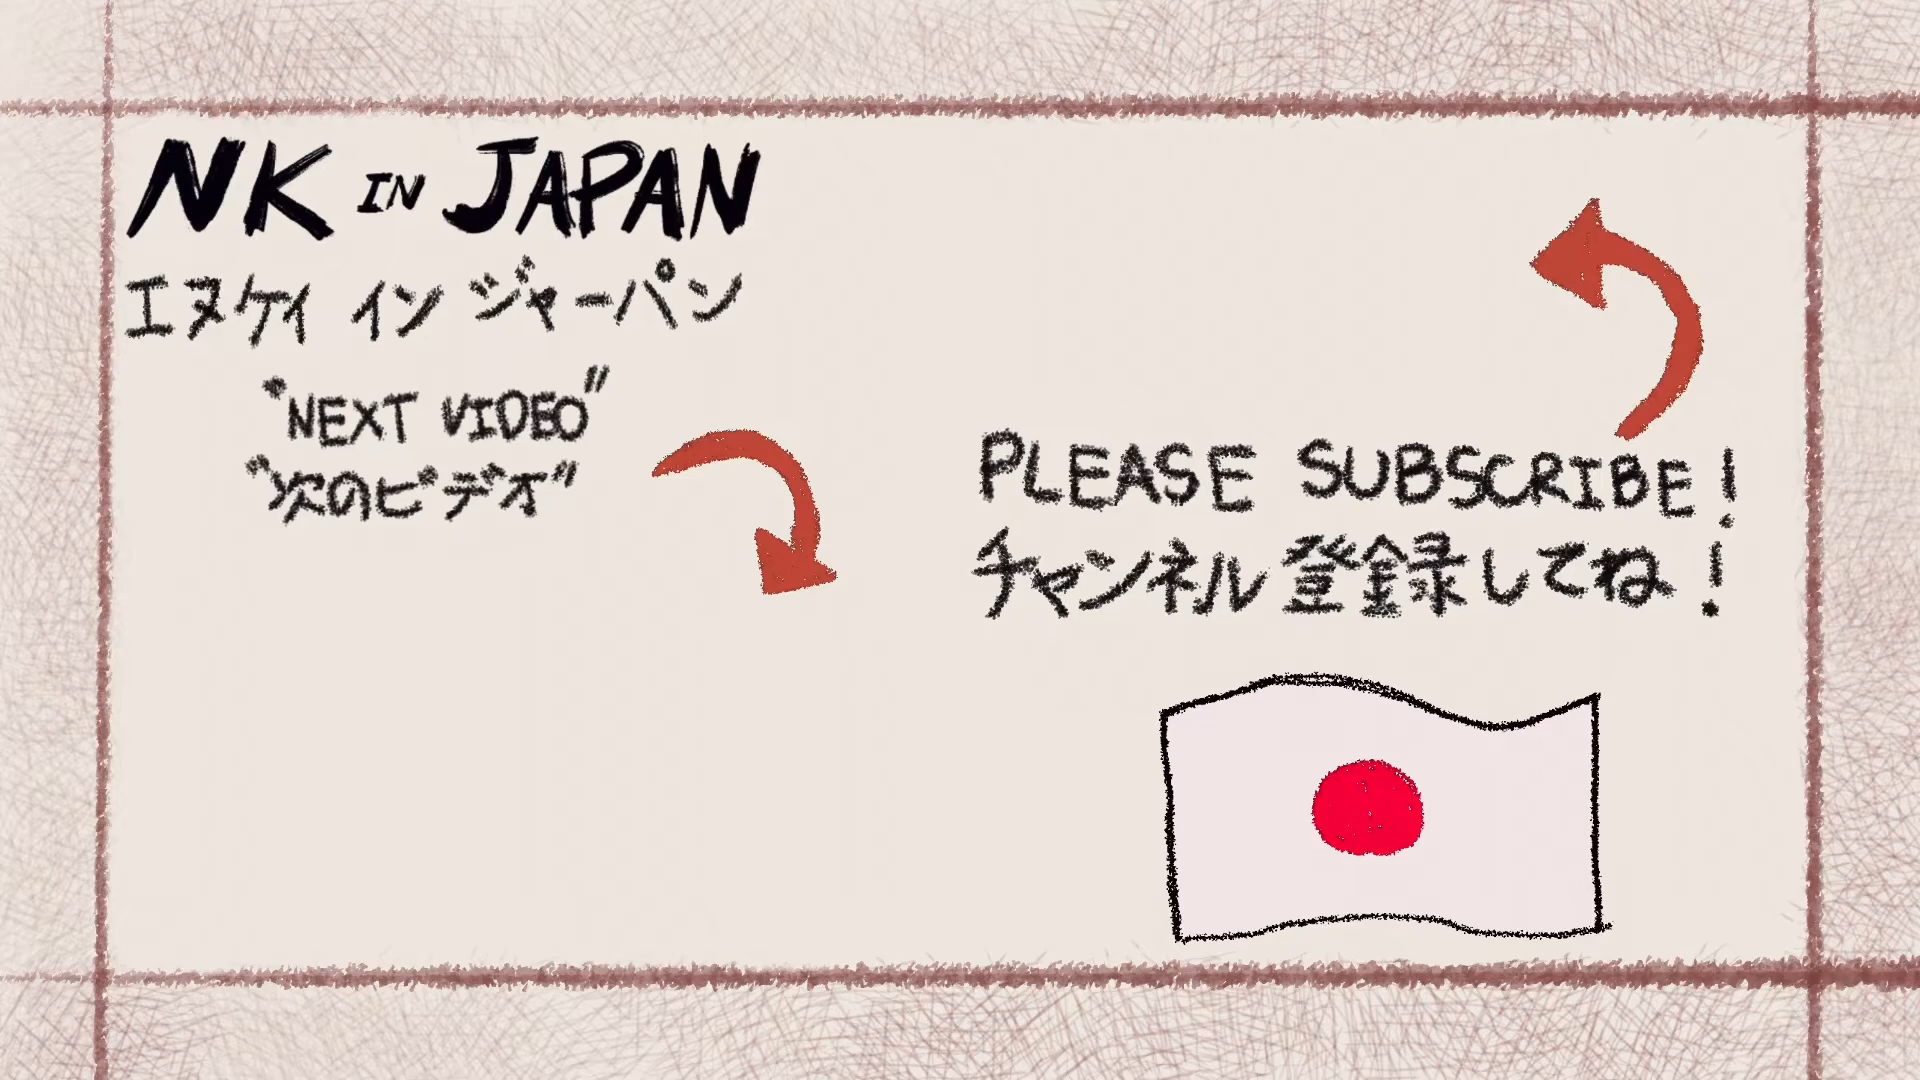 NK IN JAPAN
エヌケイ イン ジャーパン
"NEXT VIDEO"
"次のビデオ"
PLEASE SUBSCRIBE!
チャンネル登録してね!